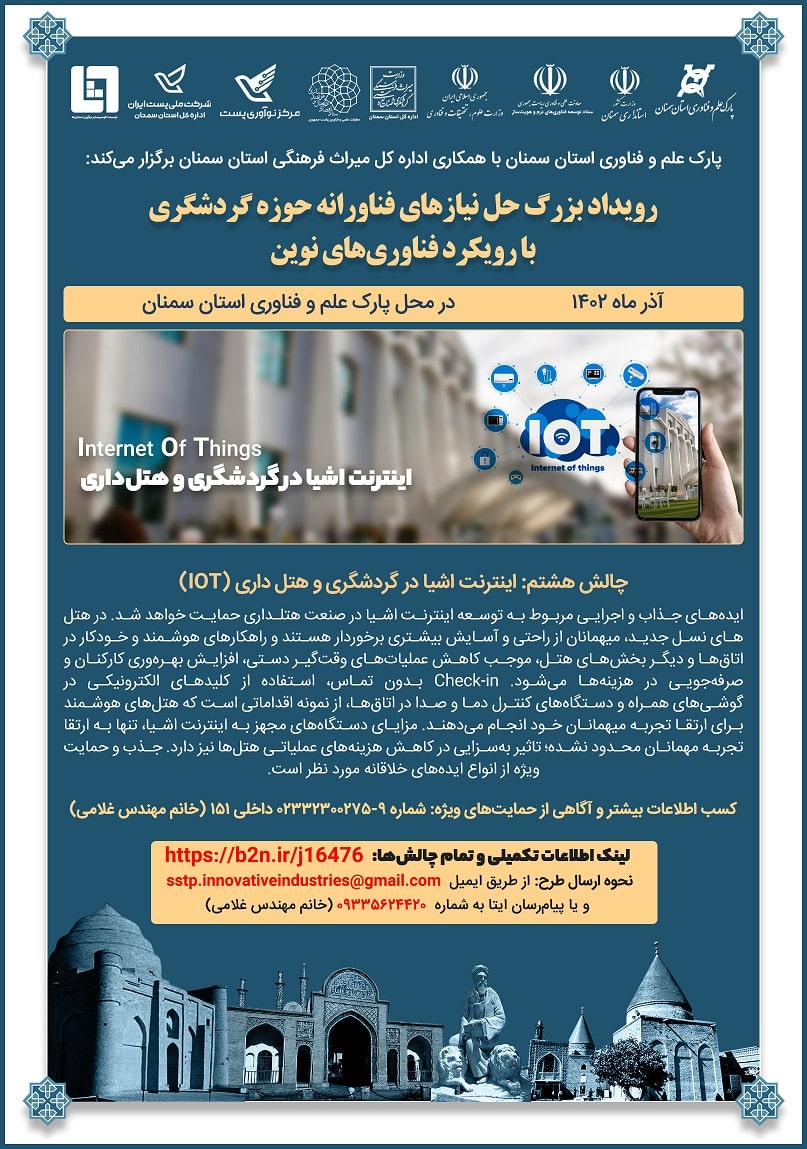 پارک علم و فناوری استان سمنان
وزارت کشور
استانداری سمنان
معاونت علمی و فناوری ریاست جمهوری
ستاد توسعه فناوری‌های نرم و هویت‌ساز
جمهوری اسلامی ایران
وزارت علوم، تحقیقات و فناوری
اداره کل استان سمنان
معاونت علمی و فناوری ریاست جمهوری
مرکز نوآوری پست
شرکت ملی پست ایران
اداره کل استان سمنان
پارک علم و فناوری استان سمنان با همکاری اداره کل میراث فرهنگی استان سمنان برگزار می‌کند:
رویداد بزرگ حل نیازهای فناورانه حوزه گردشگری
با رویکرد فناوری‌های نوین
آذر ماه ۱۴۰۲ در محل پارک علم و فناوری استان سمنان
IOT
Internet of things
Internet Of Things
اینترنت اشیا در گردشگری و هتل‌داری
چالش هشتم: اینترنت اشیا در گردشگری و هتل داری (IOT)
ایده‌های جذاب و اجرایی مربوط به توسعه اینترنت اشیا در صنعت هتلداری حمایت خواهد شد. در هتل
های نسل جدید، میهمانان از راحتی و آسایش بیشتری برخوردار هستند و راهکارهای هوشمند و خودکار در
اتاق‌ها و دیگر بخش‌های هتل، موجب کاهش عملیات‌های وقت‌گیر دستی، افزایش بهره‌وری کارکنان و
صرفه‌جویی در هزینه‌ها می‌شود. Check-in بدون تماس، استفاده از کلیدهای الکترونیکی در
گوشی‌های همراه و دستگاه‌های کنترل دما و صدا در اتاق‌ها، از نمونه اقداماتی است که هتل‌های هوشمند
برای ارتقا تجربه میهمانان خود انجام می‌دهند. مزایای دستگاه‌های مجهز به اینترنت اشیا، تنها به ارتقا
تجربه مهمانان محدود نشده؛ تاثیر به‌سزایی در کاهش هزینه‌های عملیاتی هتل‌ها نیز دارد. جذب و حمایت
ویژه از انواع ایده‌های خلاقانه مورد نظر است.
کسب اطلاعات بیشتر و آگاهی از حمایت‌های ویژه: شماره ۹-۰۲۳۳۲۳۰۰۲۷۵ داخلی ۱۵۱ (خانم مهندس غلامی)
لینک اطلاعات تکمیلی و تمام چالش‌ها: https://b2n.ir/j16476
نحوه ارسال طرح: از طریق ایمیل sstp.innovativeindustries@gmail.com
و یا پیام‌رسان ایتا به شماره ۰۹۳۳۵۶۲۴۴۲۰ (خانم مهندس غلامی)